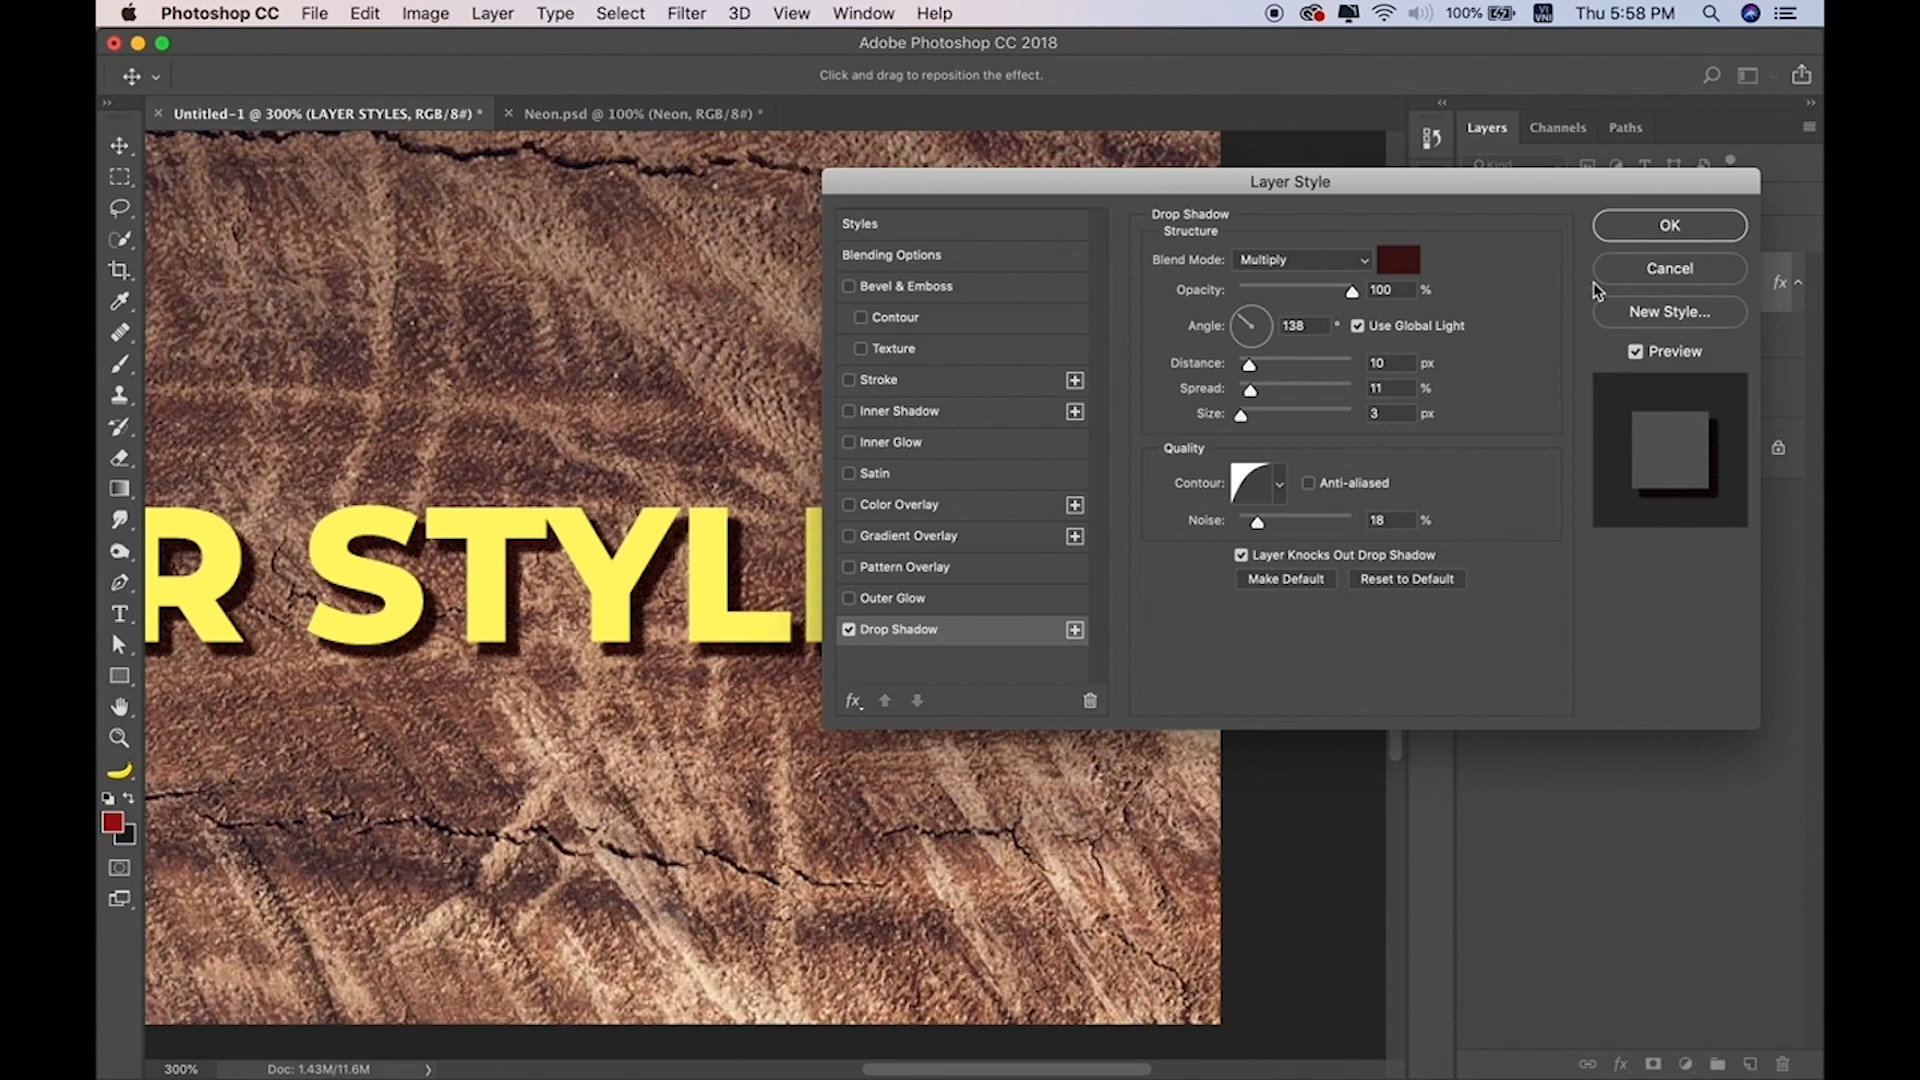 Photoshop CC File Edit Image Layer Type Select Filter 3D View Window Help 100% VI VNI Thu 5:58 PM
Adobe Photoshop CC 2018
Click and drag to reposition the effect.
Untitled-1 @ 300% (LAYER STYLES, RGB/8#) * Neon.psd @ 100% (Neon, RGB/8#) *
Layers Channels Paths
Kind
Layer Style
Styles
Blending Options
Bevel & Emboss
Contour
Texture
Stroke
Inner Shadow
Inner Glow
Satin
Color Overlay
Gradient Overlay
Pattern Overlay
Outer Glow
Drop Shadow
fx
Drop Shadow
Structure
Blend Mode: Multiply
Opacity: 100 %
Angle: 138 ° Use Global Light
Distance: 10 px
Spread: 11 %
Size: 3 px
Quality
Contour: Anti-aliased
Noise: 18 %
Layer Knocks Out Drop Shadow
Make Default Reset to Default
OK
Cancel
New Style...
Preview
fx
R STYL
300% Doc: 1.43M/11.6M
fx